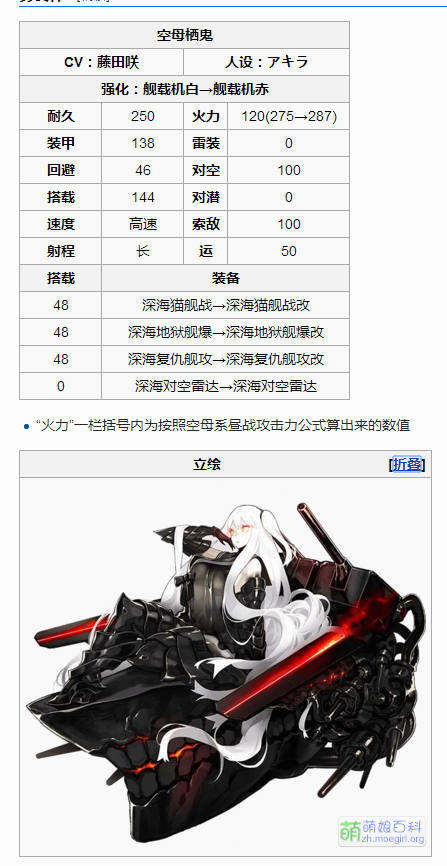 空母栖鬼
CV：藤田咲 人设：アキラ
强化：舰载机白→舰载机赤
耐久 250 火力 120(275→287)
装甲 138 雷装 0
回避 46 对空 100
搭载 144 对潜 0
速度 高速 索敌 100
射程 长 运 50
搭载 装备
48 深海猫舰战→深海猫舰战改
48 深海地狱舰爆→深海地狱舰爆改
48 深海复仇舰攻→深海复仇舰攻改
0 深海对空雷达→深海对空雷达
• “火力”一栏括号内为按照空母系昼战攻击力公式算出来的数值
立绘 [折叠]
萌 萌娘百科
zh.moegirl.org